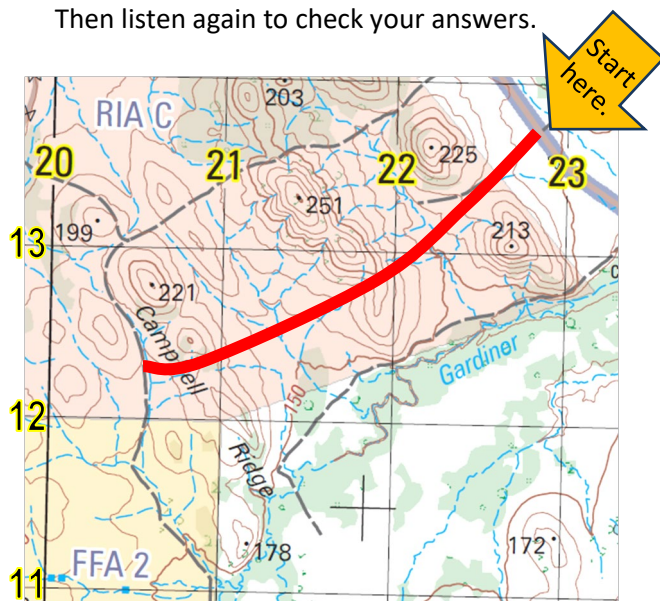 Then listen again to check your answers.
Start
here.
RIA C
203
20
21
22
225
23
251
199
13
213
221
Campbell
Gardiner
12
150
Ridge
178
172
FFA 2
11